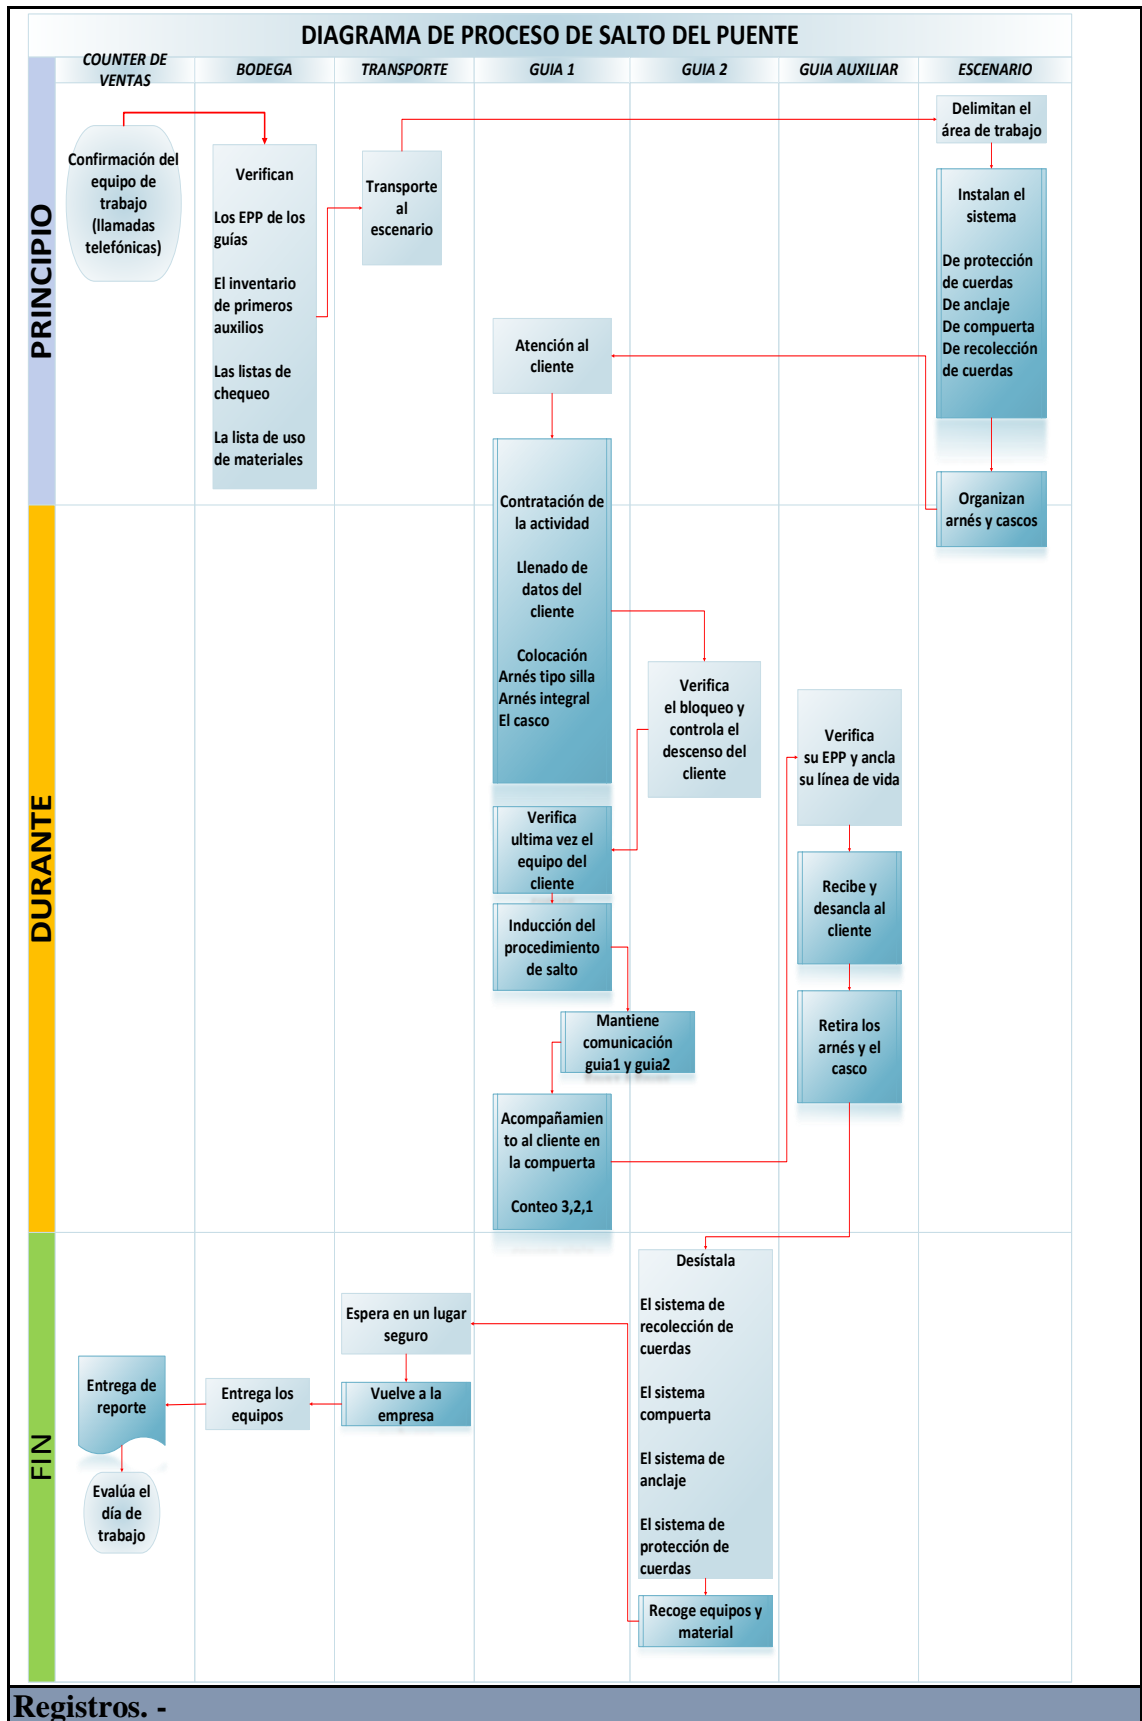 DIAGRAMA DE PROCESO DE SALTO DEL PUENTE
COUNTER DE
VENTAS
BODEGA
TRANSPORTE
GUIA 1
GUIA 2
GUIA AUXILIAR
ESCENARIO
PRINCIPIO
Confirmación del
equipo de
trabajo
(llamadas
telefónicas)
Verifican
Los EPP de los
guías
El inventario
de primeros
auxilios
Las listas de
chequeo
La lista de uso
de materiales
Transporte
al
escenario
Delimitan el
área de trabajo
Instalan el
sistema
De protección
de cuerdas
De anclaje
De compuerta
De recolección
de cuerdas
Organizan
arnés y cascos
Atención al
cliente
Contratación de
la actividad
Llenado de
datos del
cliente
Colocación
Arnés tipo silla
Arnés integral
El casco
DURANTE
Verifica
el bloqueo y
controla el
descenso del
cliente
Verifica
ultima vez el
equipo del
cliente
Inducción del
procedimiento
de salto
Mantiene
comunicación
guia1 y guia2
Acompañamien
to al cliente en
la compuerta
Conteo 3,2,1
Verifica
su EPP y ancla
su línea de vida
Recibe y
desancla al
cliente
Retira los
arnés y el
casco
FIN
Desístala
El sistema de
recolección de
cuerdas
El sistema
compuerta
El sistema de
anclaje
El sistema de
protección de
cuerdas
Recoge equipos y
material
Espera en un lugar
seguro
Vuelve a la
empresa
Entrega los
equipos
Entrega de
reporte
Evalúa el
día de
trabajo
Registros. -